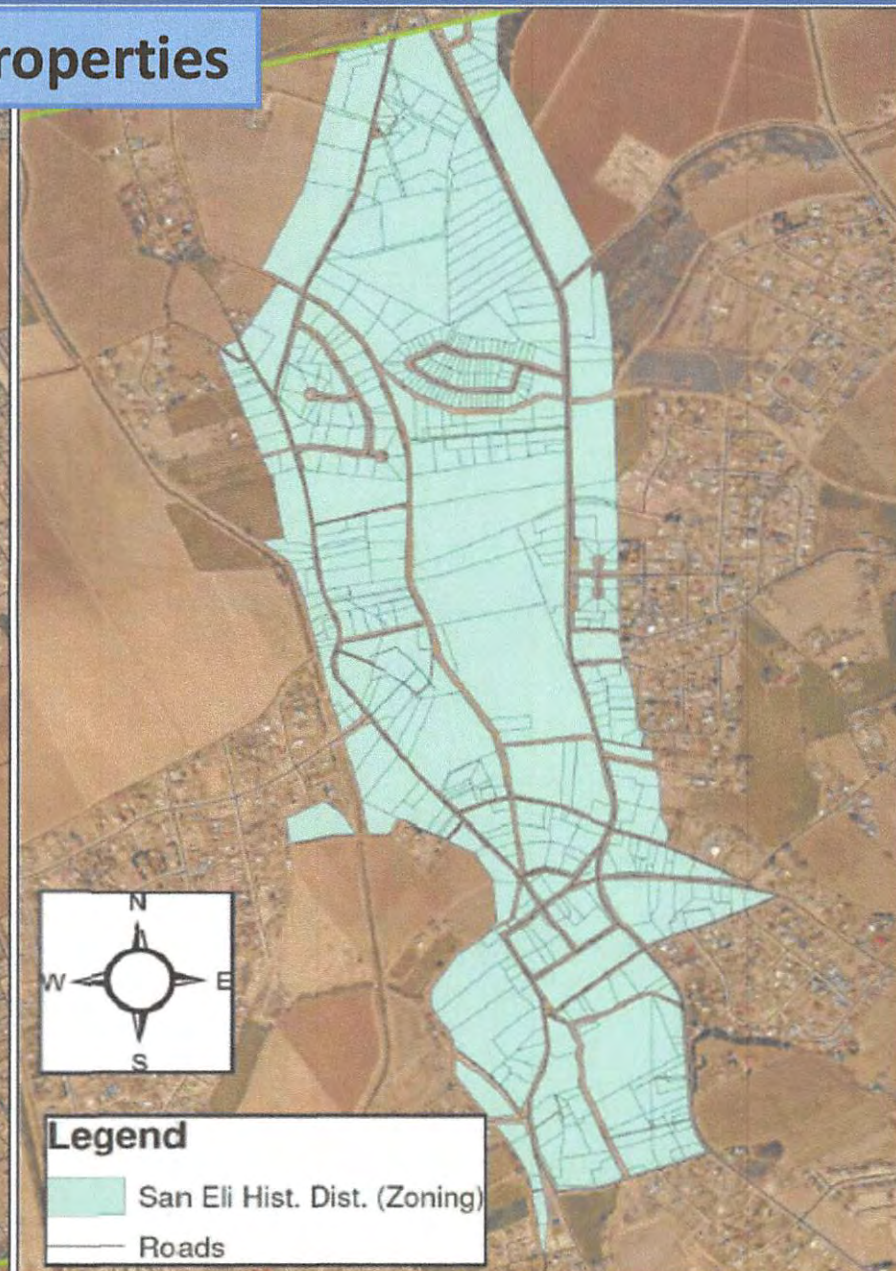 roperties
N
W
E
S
Legend
San Eli Hist. Dist. (Zoning)
Roads